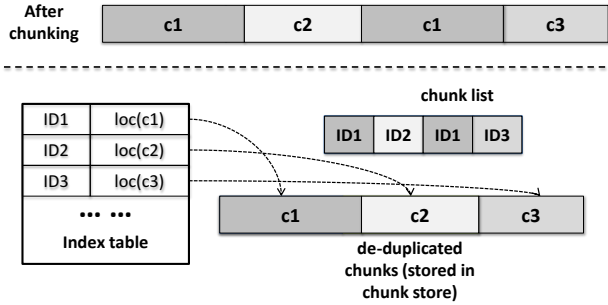 After
chunking
c1 c2 c1 c3
chunk list
ID1 ID2 ID1 ID3
ID1 loc(c1)
ID2 loc(c2)
ID3 loc(c3)
... ...
Index table
c1 c2 c3
de-duplicated
chunks (stored in
chunk store)